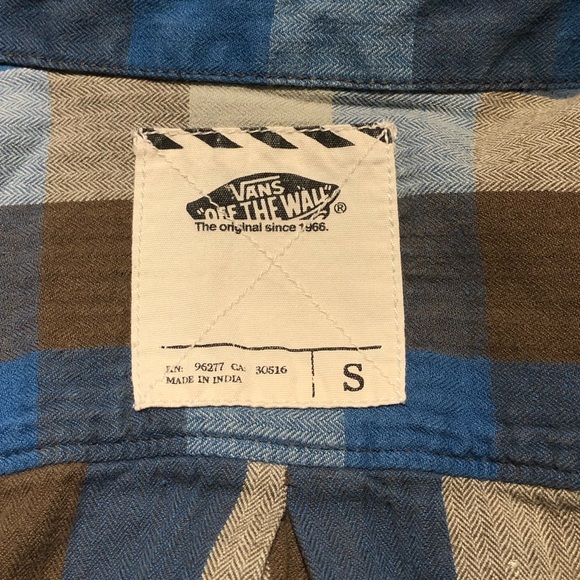 VANS
"OFF THE WALL"®
The original since 1966.
RN: 96277 CA: 30516
MADE IN INDIA
S